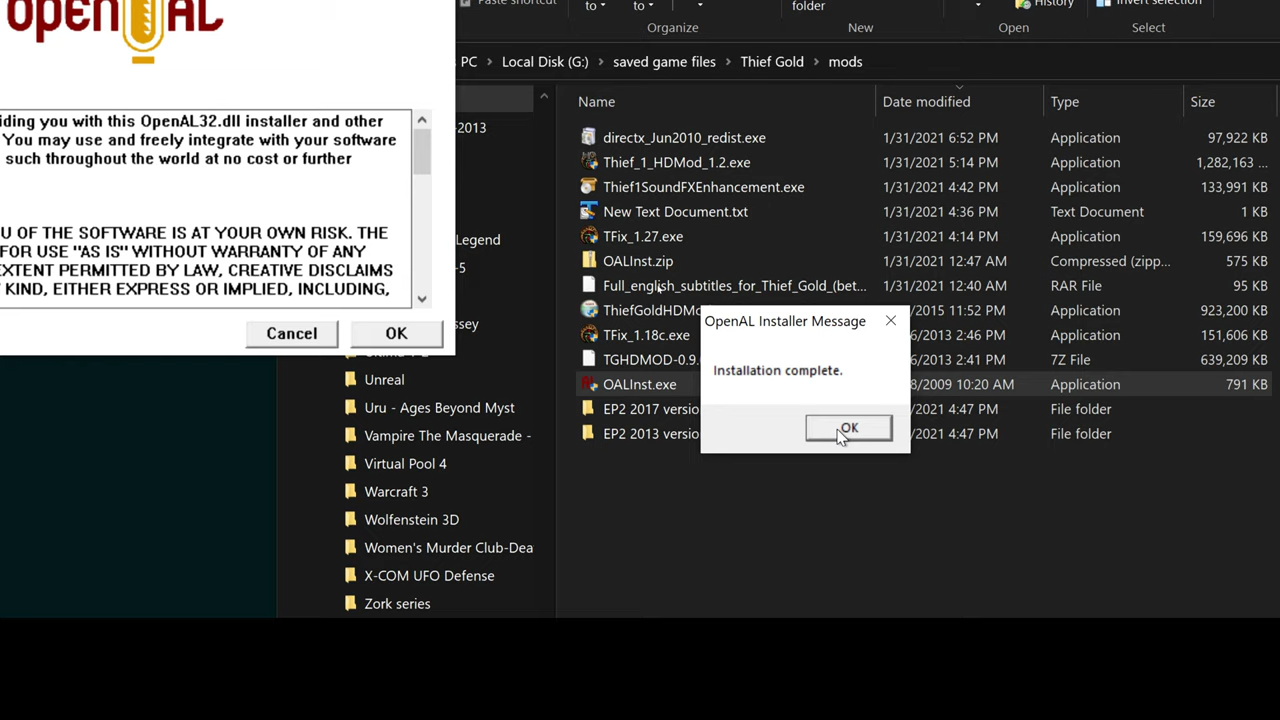 OpenAL
Paste shortcut
to
to
folder
History
Invert selection
Organize
New
Open
Select
PC > Local Disk (G:) > saved game files > Thief Gold > mods
Name
Date modified
Type
Size
2013
Legend
-5
ssey
Unreal
Uru - Ages Beyond Myst
Vampire The Masquerade -
Virtual Pool 4
Warcraft 3
Wolfenstein 3D
Women's Murder Club-Dea
X-COM UFO Defense
Zork series
directx_Jun2010_redist.exe 1/31/2021 6:52 PM Application 97,922 KB
Thief_1_HDMod_1.2.exe 1/31/2021 5:14 PM Application 1,282,163 ...
Thief1SoundFXEnhancement.exe 1/31/2021 4:42 PM Application 133,991 KB
New Text Document.txt 1/31/2021 4:36 PM Text Document 1 KB
TFix_1.27.exe 1/31/2021 4:14 PM Application 159,696 KB
OALInst.zip 1/31/2021 12:47 AM Compressed (zipp... 575 KB
Full_english_subtitles_for_Thief_Gold_(bet... 1/31/2021 12:40 AM RAR File 95 KB
ThiefGoldHDMo /2015 11:52 PM Application 923,200 KB
TFix_1.18c.exe 6/2013 2:46 PM Application 151,606 KB
TGHDMOD-0.9. 6/2013 2:41 PM 7Z File 639,209 KB
OALInst.exe 8/2009 10:20 AM Application 791 KB
EP2 2017 versio /2021 4:47 PM File folder
EP2 2013 versio /2021 4:47 PM File folder
iding you with this OpenAL32.dll installer and other
You may use and freely integrate with your software
such throughout the world at no cost or further
U OF THE SOFTWARE IS AT YOUR OWN RISK. THE
FOR USE "AS IS" WITHOUT WARRANTY OF ANY
EXTENT PERMITTED BY LAW, CREATIVE DISCLAIMS
KIND, EITHER EXPRESS OR IMPLIED, INCLUDING,
Cancel
OK
OpenAL Installer Message
Installation complete.
OK